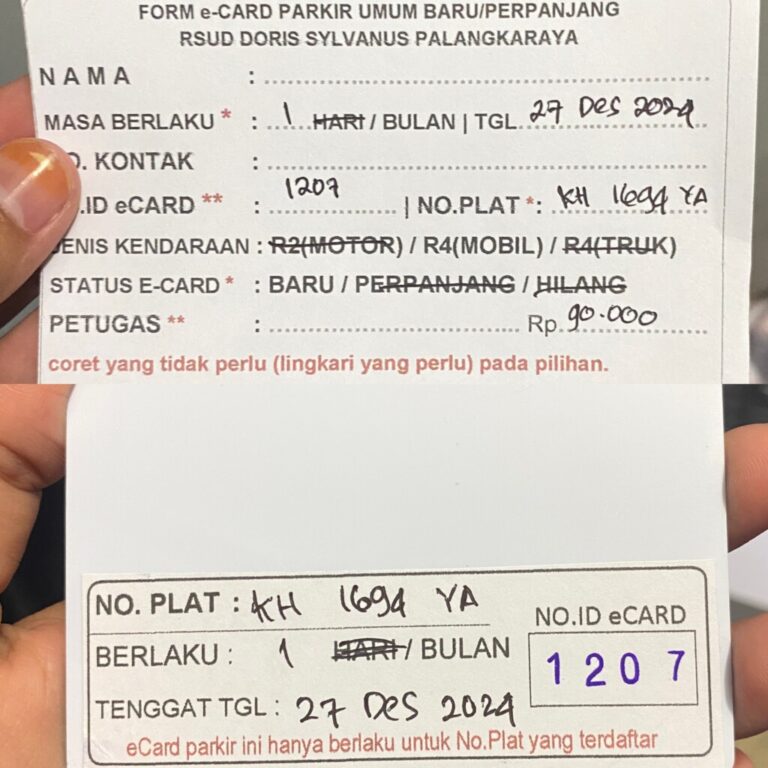 FORM e-CARD PARKIR UMUM BARU/PERPANJANG
RSUD DORIS SYLVANUS PALANGKARAYA
NAMA :
MASA BERLAKU * : 1 HARI / BULAN | TGL 27 Des 2024
O. KONTAK :
.ID eCARD ** : 1207 | NO.PLAT *: KH 1694 YA
JENIS KENDARAAN : R2(MOTOR) / R4(MOBIL) / R4(TRUK)
STATUS E-CARD * : BARU / PERPANJANG / HILANG
PETUGAS ** : Rp. 90.000
coret yang tidak perlu (lingkari yang perlu) pada pilihan.
NO. PLAT : KH 1694 YA
BERLAKU : 1 HARI / BULAN
NO.ID eCARD
1207
TENGGAT TGL : 27 Des 2024
eCard parkir ini hanya berlaku untuk No.Plat yang terdaftar